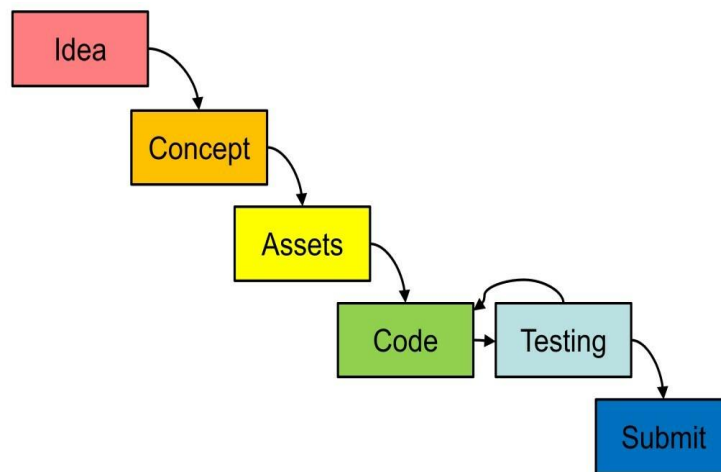 Idea
Concept
Assets
Code
Testing
Submit